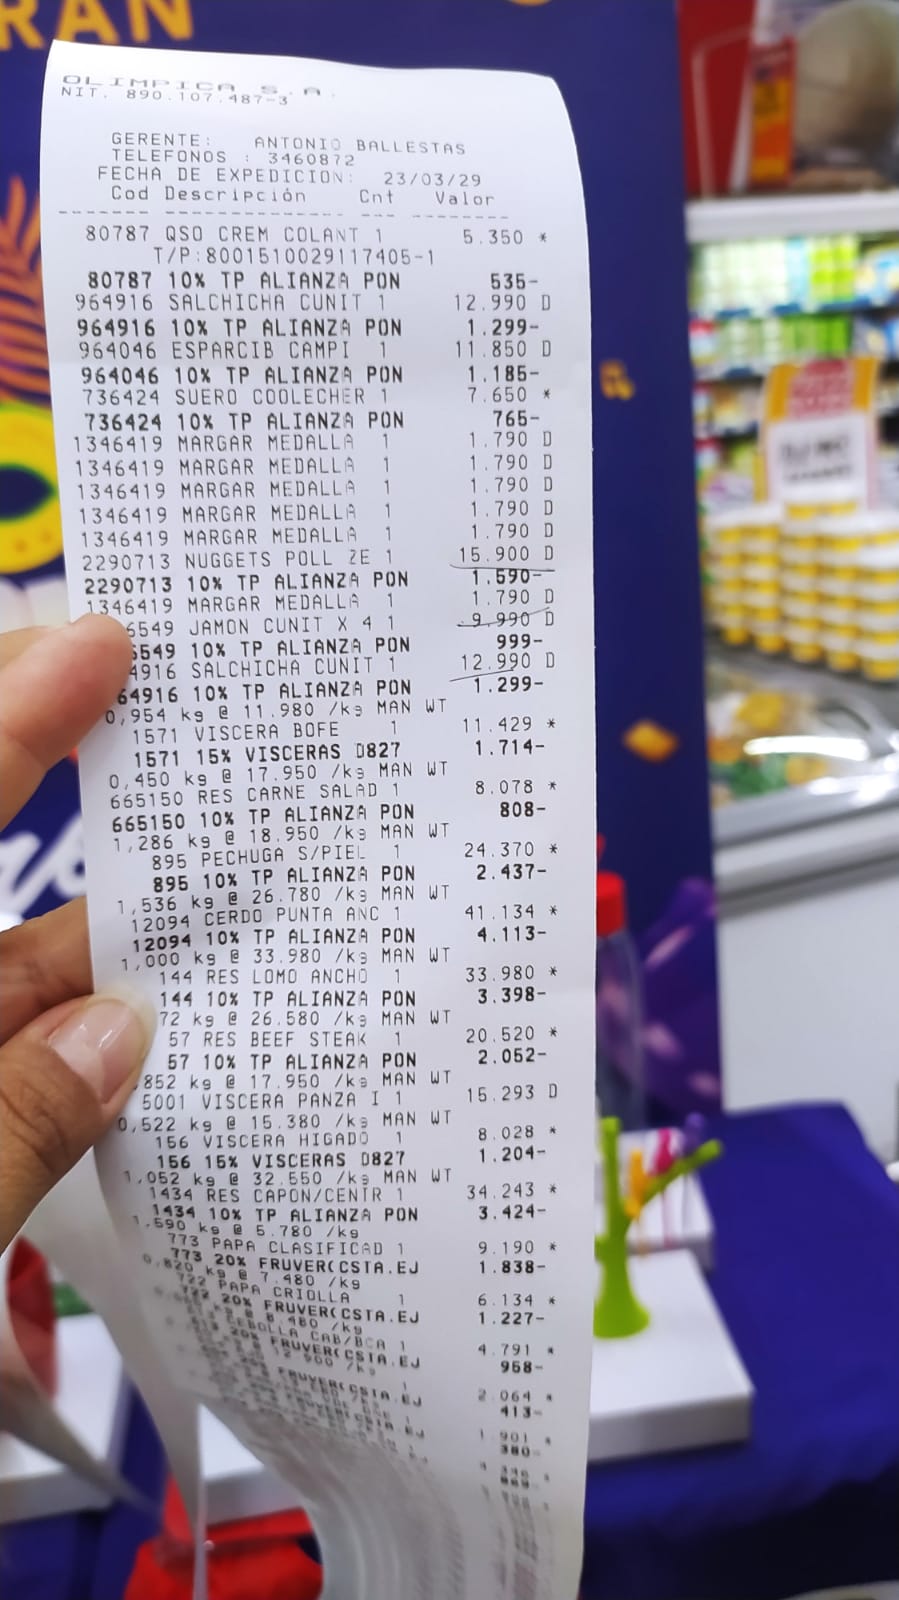 RAN
OLIMPICA S.A.
NIT. 890.107.487-3
GERENTE: ANTONIO BALLESTAS
TELEFONOS : 3460872
FECHA DE EXPEDICION: 23/03/29
Cod Descripción Cnt Valor
80787 QSO CREM COLANT 1 5.350 *
T/P:8001510029117405-1
80787 10% TP ALIANZA PON 535-
964916 SALCHICHA CUNIT 1 12.990 D
964916 10% TP ALIANZA PON 1.299-
964046 ESPARCIB CAMPI 1 11.850 D
964046 10% TP ALIANZA PON 1.185-
736424 SUERO COOLECHER 1 7.650 *
736424 10% TP ALIANZA PON 765-
1346419 MARGAR MEDALLA 1 1.790 D
1346419 MARGAR MEDALLA 1 1.790 D
1346419 MARGAR MEDALLA 1 1.790 D
1346419 MARGAR MEDALLA 1 1.790 D
1346419 MARGAR MEDALLA 1 1.790 D
2290713 NUGGETS POLL ZE 1 15.900 D
2290713 10% TP ALIANZA PON 1.590-
1346419 MARGAR MEDALLA 1 1.790 D
6549 JAMON CUNIT X 4 1 9.990 D
6549 10% TP ALIANZA PON 999-
4916 SALCHICHA CUNIT 1 12.990 D
64916 10% TP ALIANZA PON 1.299-
0,954 kg @ 11.980 /kg MAN WT
1571 VISCERA BOFE 1 11.429 *
1571 15% VISCERAS D827 1.714-
0,450 kg @ 17.950 /kg MAN WT
665150 RES CARNE SALAD 1 8.078 *
665150 10% TP ALIANZA PON 808-
1,286 kg @ 18.950 /kg MAN WT
895 PECHUGA S/PIEL 1 24.370 *
895 10% TP ALIANZA PON 2.437-
1,536 kg @ 26.780 /kg MAN WT
12094 CERDO PUNTA ANC 1 41.134 *
12094 10% TP ALIANZA PON 4.113-
1,000 kg @ 33.980 /kg MAN WT
144 RES LOMO ANCHO 1 33.980 *
144 10% TP ALIANZA PON 3.398-
72 kg @ 26.580 /kg MAN WT
57 RES BEEF STEAK 1 20.520 *
57 10% TP ALIANZA PON 2.052-
,852 kg @ 17.950 /kg MAN WT
5001 VISCERA PANZA I 1 15.293 D
0,522 kg @ 15.380 /kg MAN WT
156 VISCERA HIGADO 1 8.028 *
156 15% VISCERAS D827 1.204-
1,052 kg @ 32.550 /kg MAN WT
1434 RES CAPON/CENTR 1 34.243 *
1434 10% TP ALIANZA PON 3.424-
1,590 kg @ 5.780 /kg
773 PAPA CLASIFICAD 1 9.190 *
773 20% FRUVER(CSTA.EJ 1.838-
0,820 kg @ 7.480 /kg
722 PAPA CRIOLLA 1 6.134 *
722 20% FRUVER(CSTA.EJ 1.227-
8.480 /kg
CEBOLLA CAB/BCA 1 4.791 *
20% FRUVER(CSTA.EJ 958-
/kg
1 2.064 *
FRUVER(CSTA.EJ 413-
1.901 *
380-